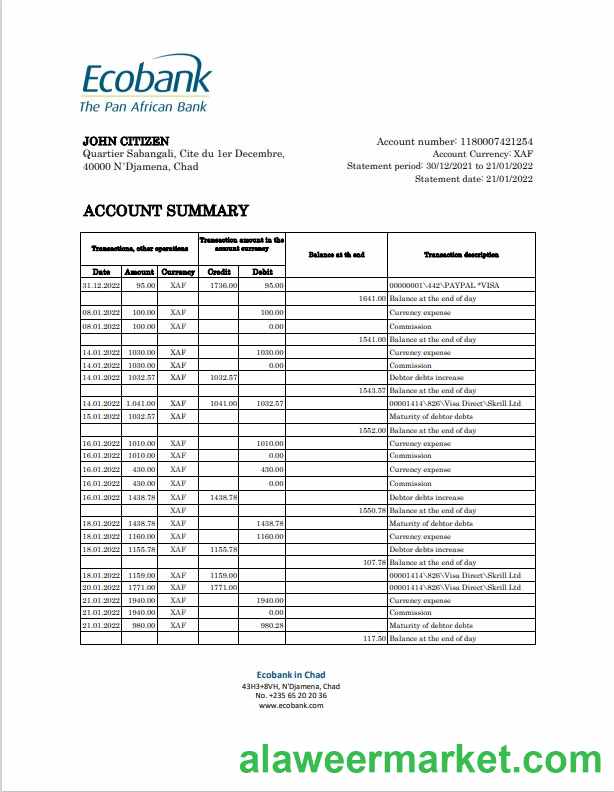 Ecobank
The Pan African Bank
JOHN CITIZEN
Quartier Sabangali, Cite du 1er Decembre,
40000 N'Djamena, Chad
Account number: 1180007421254
Account Currency: XAF
Statement period: 30/12/2021 to 21/01/2022
Statement date: 21/01/2022
ACCOUNT SUMMARY
Transactions, other operations Transaction amount in the account currency Balance at th end Transaction description
Date Amount Currency Credit Debit
31.12.2022 95.00 XAF 1736.00 95.00 00000001\442\PAYPAL *VISA
1641.00 Balance at the end of day
08.01.2022 100.00 XAF 100.00 Currency expense
08.01.2022 100.00 XAF 0.00 Commission
1541.00 Balance at the end of day
14.01.2022 1030.00 XAF 1030.00 Currency expense
14.01.2022 1030.00 XAF 0.00 Commission
14.01.2022 1032.57 XAF 1032.57 Debtor debts increase
1543.57 Balance at the end of day
14.01.2022 1.041.00 XAF 1041.00 1032.57 00001414\826\Visa Direct\Skrill Ltd
15.01.2022 1032.57 XAF Maturity of debtor debts
1552.00 Balance at the end of day
16.01.2022 1010.00 XAF 1010.00 Currency expense
16.01.2022 1010.00 XAF 0.00 Commission
16.01.2022 430.00 XAF 430.00 Currency expense
16.01.2022 430.00 XAF 0.00 Commission
16.01.2022 1438.78 XAF 1438.78 Debtor debts increase
XAF 1550.78 Balance at the end of day
18.01.2022 1438.78 XAF 1438.78 Maturity of debtor debts
18.01.2022 1160.00 XAF 1160.00 Currency expense
18.01.2022 1155.78 XAF 1155.78 Debtor debts increase
107.78 Balance at the end of day
18.01.2022 1159.00 XAF 1159.00 00001414\826\Visa Direct\Skrill Ltd
20.01.2022 1771.00 XAF 1771.00 00001414\826\Visa Direct\Skrill Ltd
21.01.2022 1940.00 XAF 1940.00 Currency expense
21.01.2022 1940.00 XAF 0.00 Commission
21.01.2022 980.00 XAF 980.28 Maturity of debtor debts
117.50 Balance at the end of day
Ecobank in Chad
43H3+8VH, N'Djamena, Chad
No. +235 65 20 20 36
www.ecobank.com
alaweermarket.com